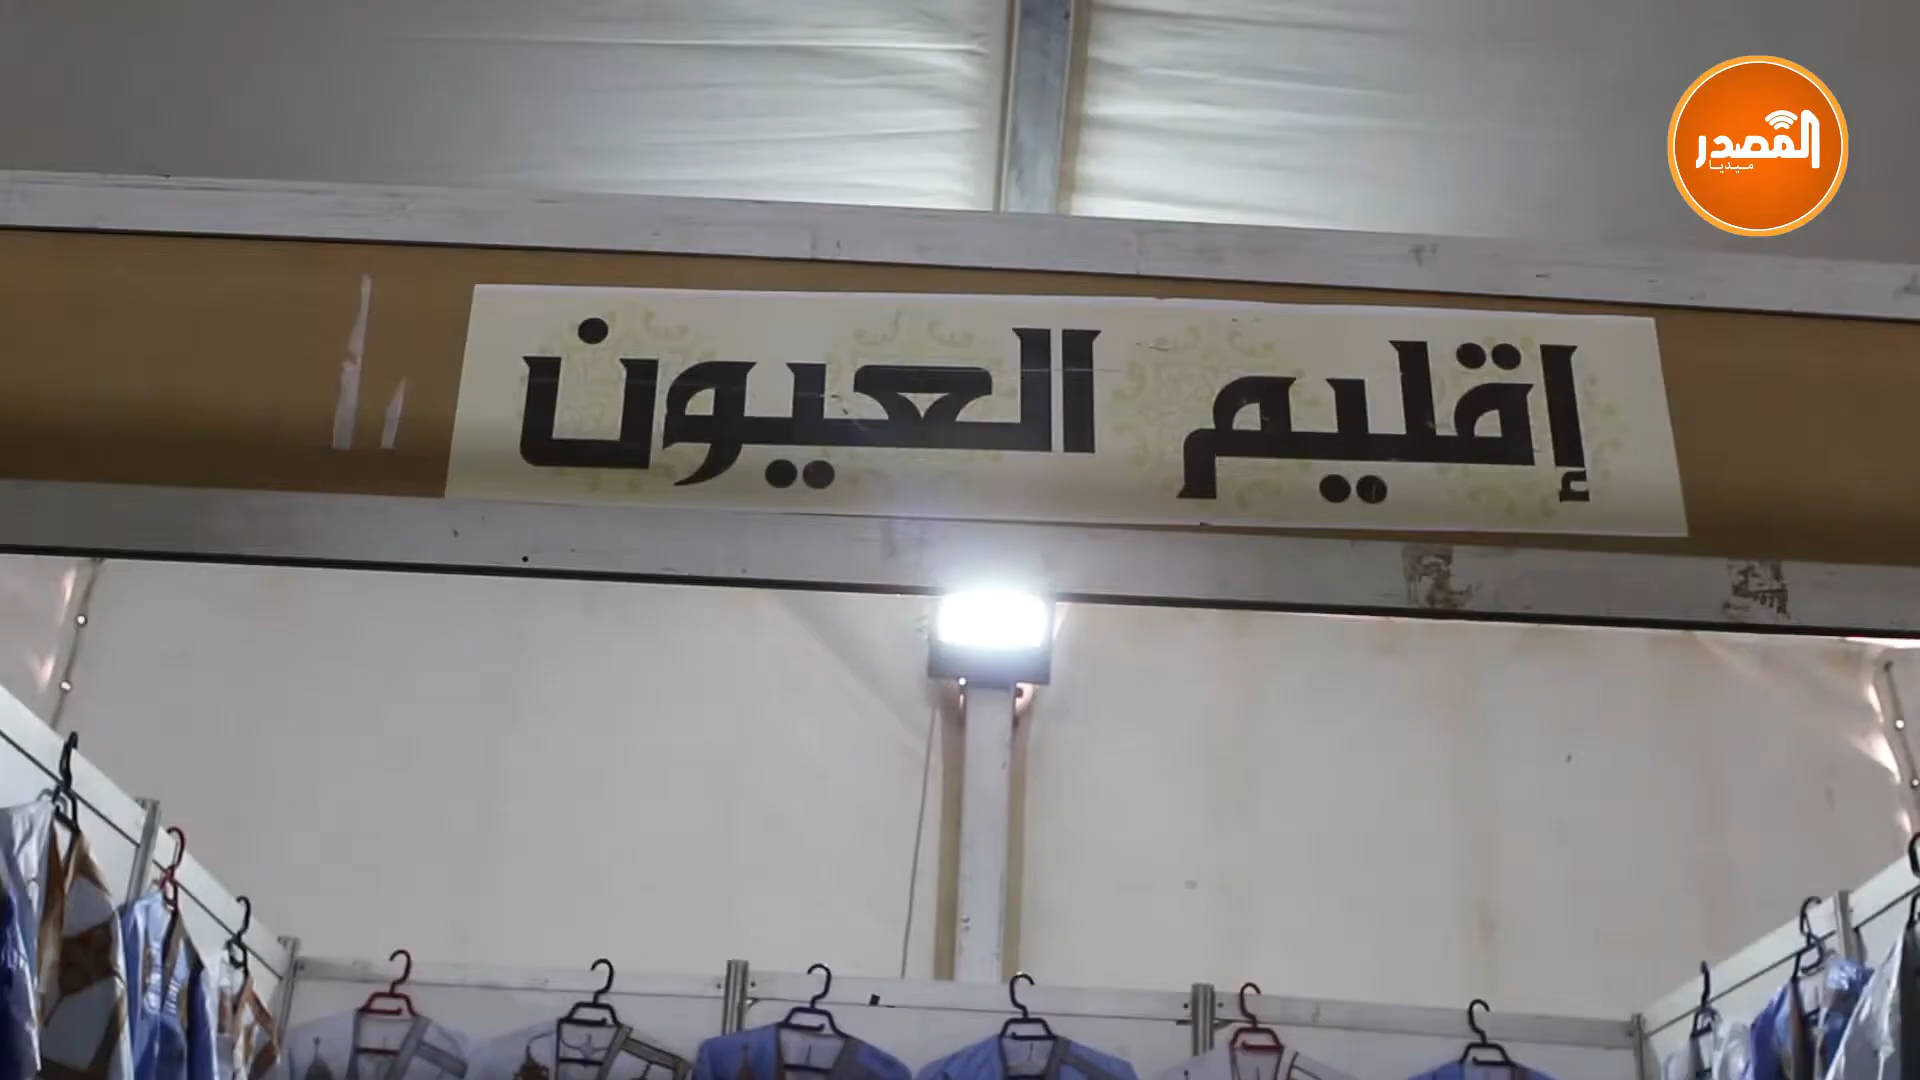 المصدر
ميديا
إقليم العيون